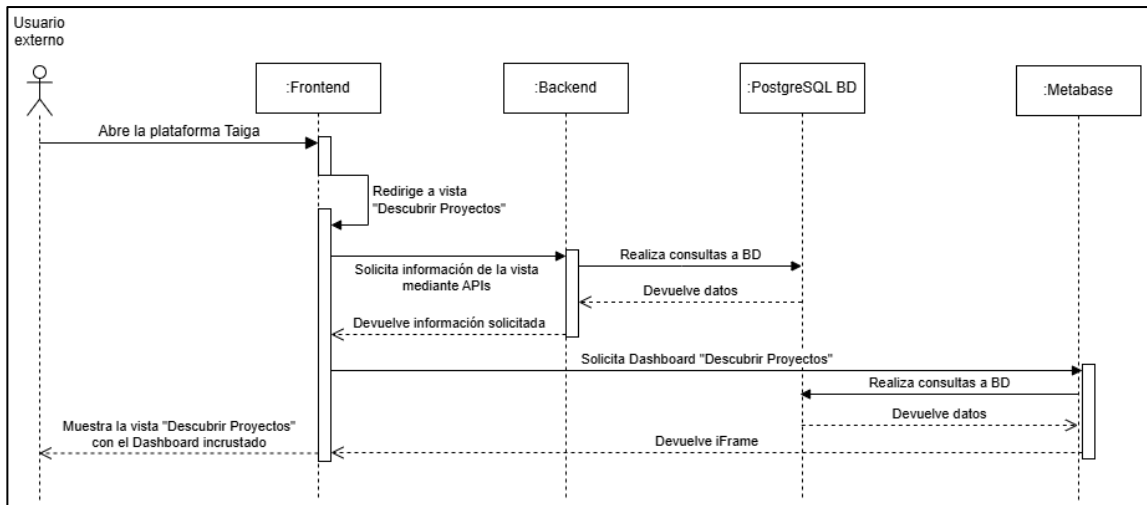 Usuario
externo
:Frontend
:Backend
:PostgreSQL BD
:Metabase
Abre la plataforma Taiga
Redirige a vista
"Descubrir Proyectos"
Realiza consultas a BD
Solicita información de la vista
mediante APIs
Devuelve datos
Devuelve información solicitada
Solicita Dashboard "Descubrir Proyectos"
Realiza consultas a BD
Devuelve datos
Muestra la vista "Descubrir Proyectos"
con el Dashboard incrustado
Devuelve iFrame